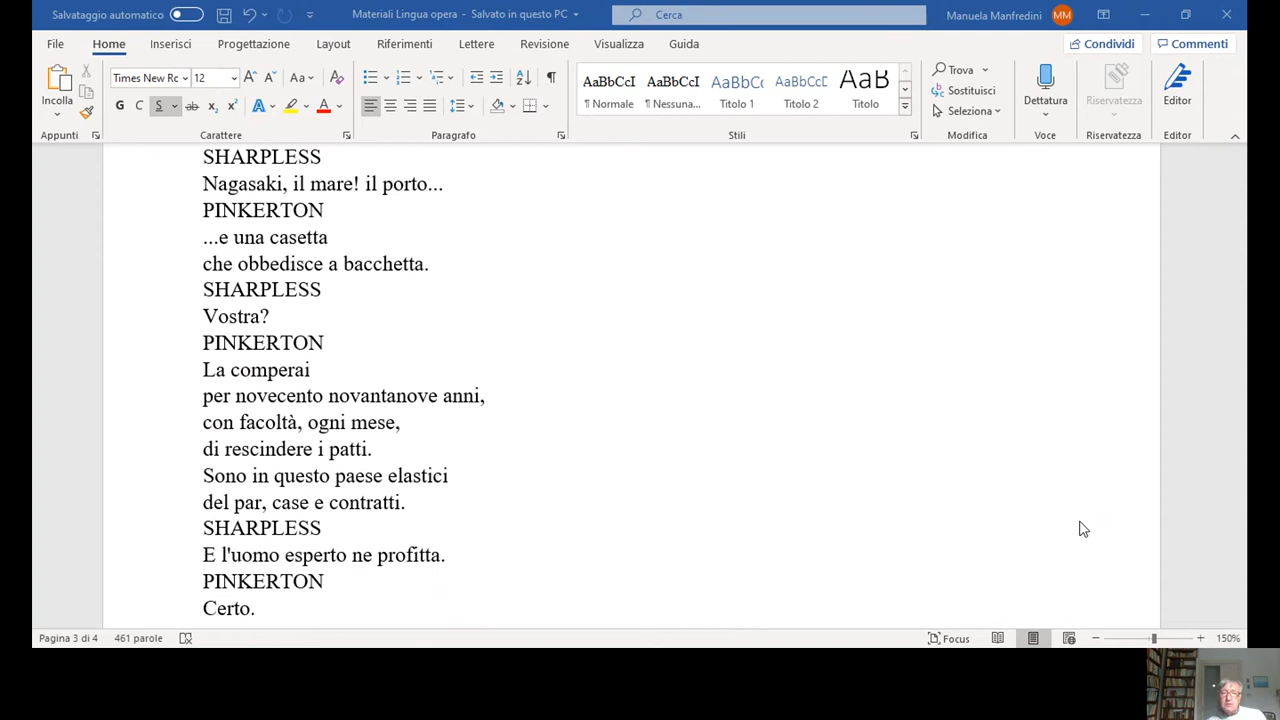 Salvataggio automatico
Materiali Lingua opera - Salvato in questo PC
Cerca
Manuela Manfredini
MM
File
Home
Inserisci
Progettazione
Layout
Riferimenti
Lettere
Revisione
Visualizza
Guida
Condividi
Commenti
Incolla
Times New Rc
12
Aa
G
C
S
ab
x₂
x²
A
A
AaBbCcI
AaBbCcI
AaBbCc
AaBbCcD
AaB
¶ Normale
¶ Nessuna...
Titolo 1
Titolo 2
Titolo
Trova
Sostituisci
Seleziona
Dettatura
Riservatezza
Editor
Appunti
Carattere
Paragrafo
Stili
Modifica
Voce
Riservatezza
Editor
SHARPLESS
Nagasaki, il mare! il porto...
PINKERTON
...e una casetta
che obbedisce a bacchetta.
SHARPLESS
Vostra?
PINKERTON
La comperai
per novecento novantanove anni,
con facoltà, ogni mese,
di rescindere i patti.
Sono in questo paese elastici
del par, case e contratti.
SHARPLESS
E l'uomo esperto ne profitta.
PINKERTON
Certo.
Pagina 3 di 4
461 parole
Focus
150%